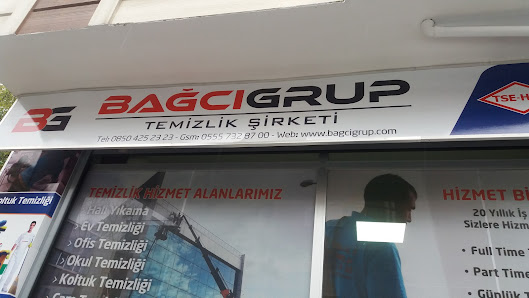 BG BAĞCIGRUP
TEMİZLİK ŞİRKETİ
Tel: 0850 425 23 23 - Gsm: 0555 732 87 00 - Web: www.bagcigrup.com
TSE-H
Koltuk Temizliği
TEMİZLİK HİZMET ALANLARIMIZ
Halı Yıkama
› Ev Temizliği
› Ofis Temizliği
› Okul Temizliği
› Koltuk Temizliği
HİZMET Bİ
20 Yıllık İş
Sizlere Hizm
• Full Time
• Part Time
• Günlük